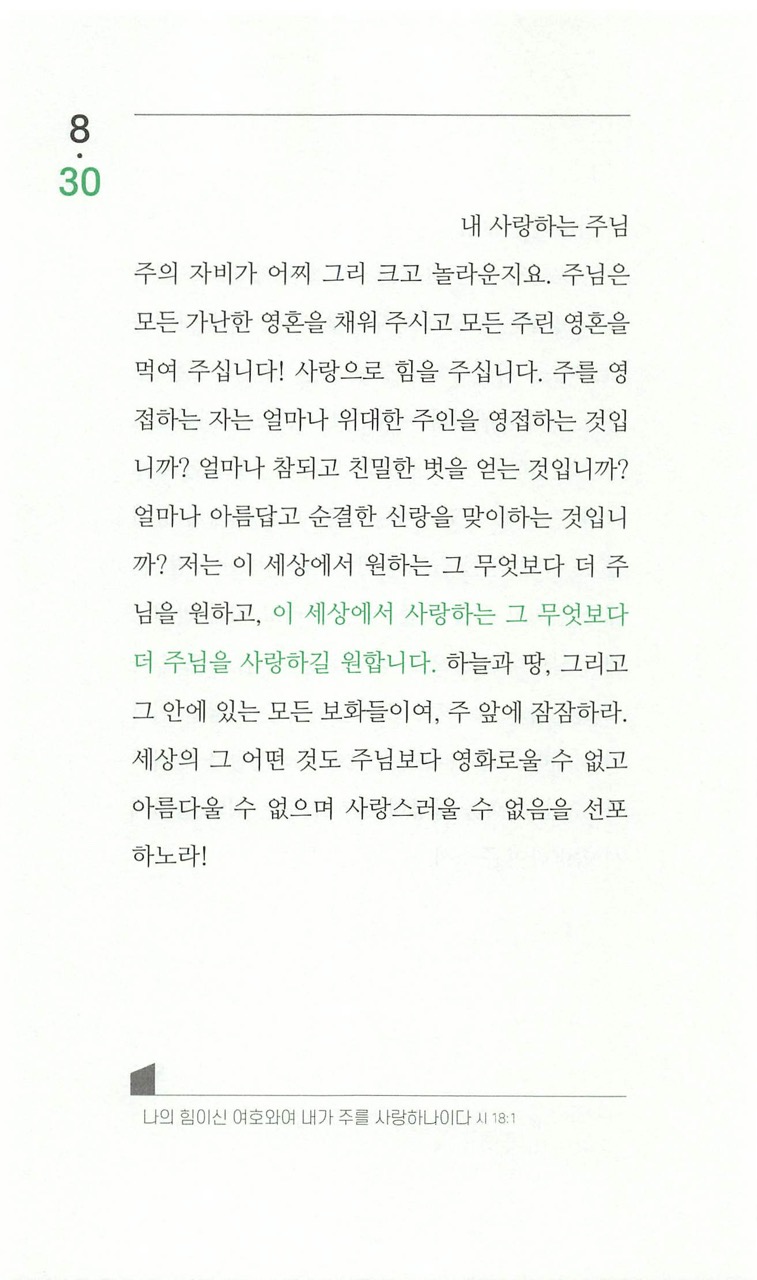 8
·
30
내 사랑하는 주님
주의 자비가 어찌 그리 크고 놀라운지요. 주님은
모든 가난한 영혼을 채워 주시고 모든 주린 영혼을
먹여 주십니다! 사랑으로 힘을 주십니다. 주를 영
접하는 자는 얼마나 위대한 주인을 영접하는 것입
니까? 얼마나 참되고 친밀한 벗을 얻는 것입니까?
얼마나 아름답고 순결한 신랑을 맞이하는 것입니
까? 저는 이 세상에서 원하는 그 무엇보다 더 주
님을 원하고, 이 세상에서 사랑하는 그 무엇보다
더 주님을 사랑하길 원합니다. 하늘과 땅, 그리고
그 안에 있는 모든 보화들이여, 주 앞에 잠잠하라.
세상의 그 어떤 것도 주님보다 영화로울 수 없고
아름다울 수 없으며 사랑스러울 수 없음을 선포
하노라!
나의 힘이신 여호와여 내가 주를 사랑하나이다 시 18:1